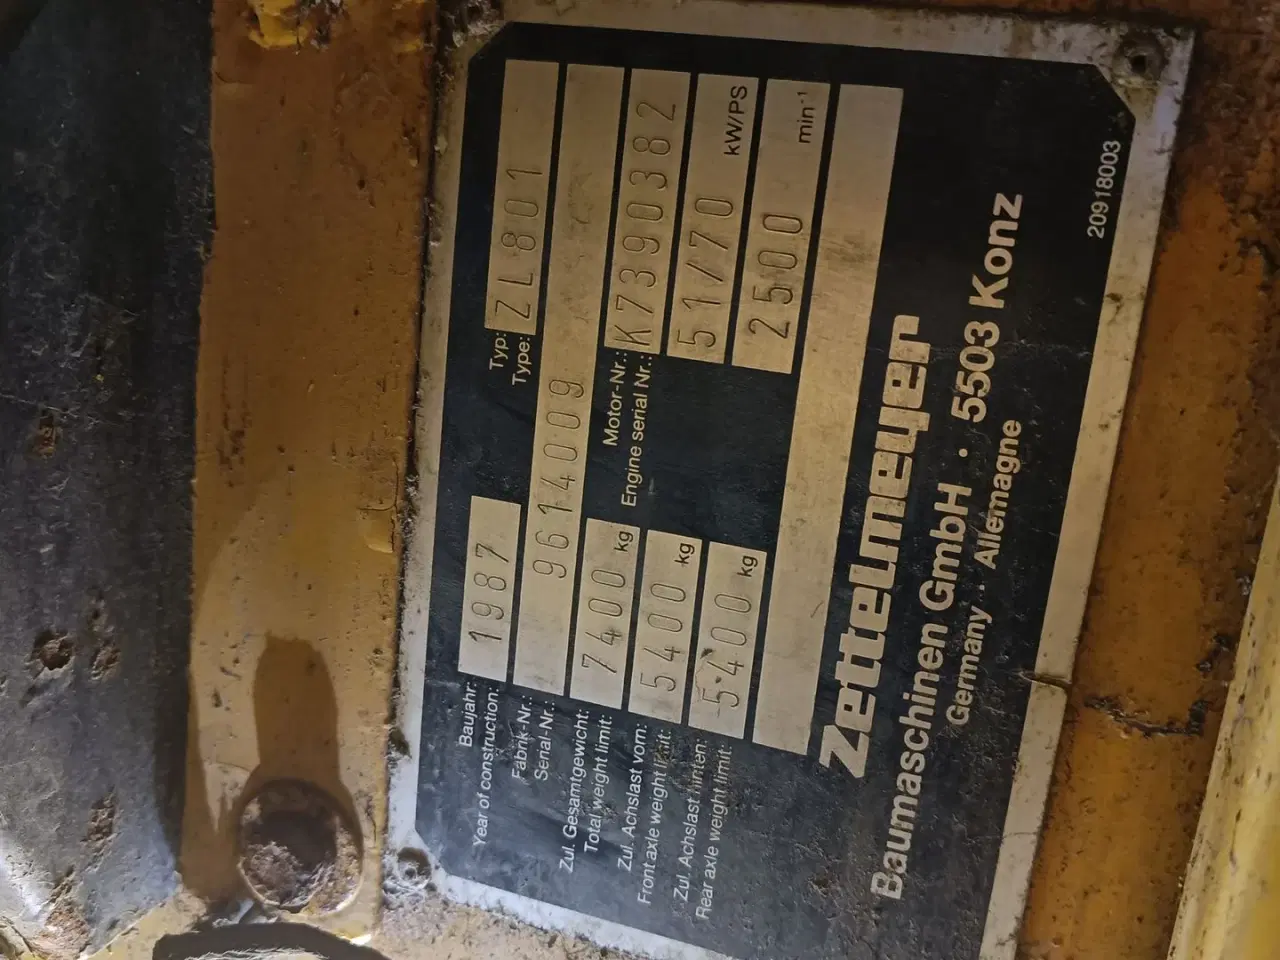 Baujahr: 1987 Typ: ZL801
Year of construction: Type:
Fabrik-Nr.: 9614009
Serial-Nr.:
Zul. Gesamtgewicht: 7400 kg Motor-Nr.: K7390382
Total weight limit: Engine serial Nr.:
Zul. Achslast vorn: 5400 kg 51/70 kW/PS
Front axle weight limit:
Zul. Achslast hinten: 5400 kg 2500 min⁻¹
Rear axle weight limit:
Zettelmeyer
Baumaschinen GmbH · 5503 Konz
Germany · Allemagne
20918003